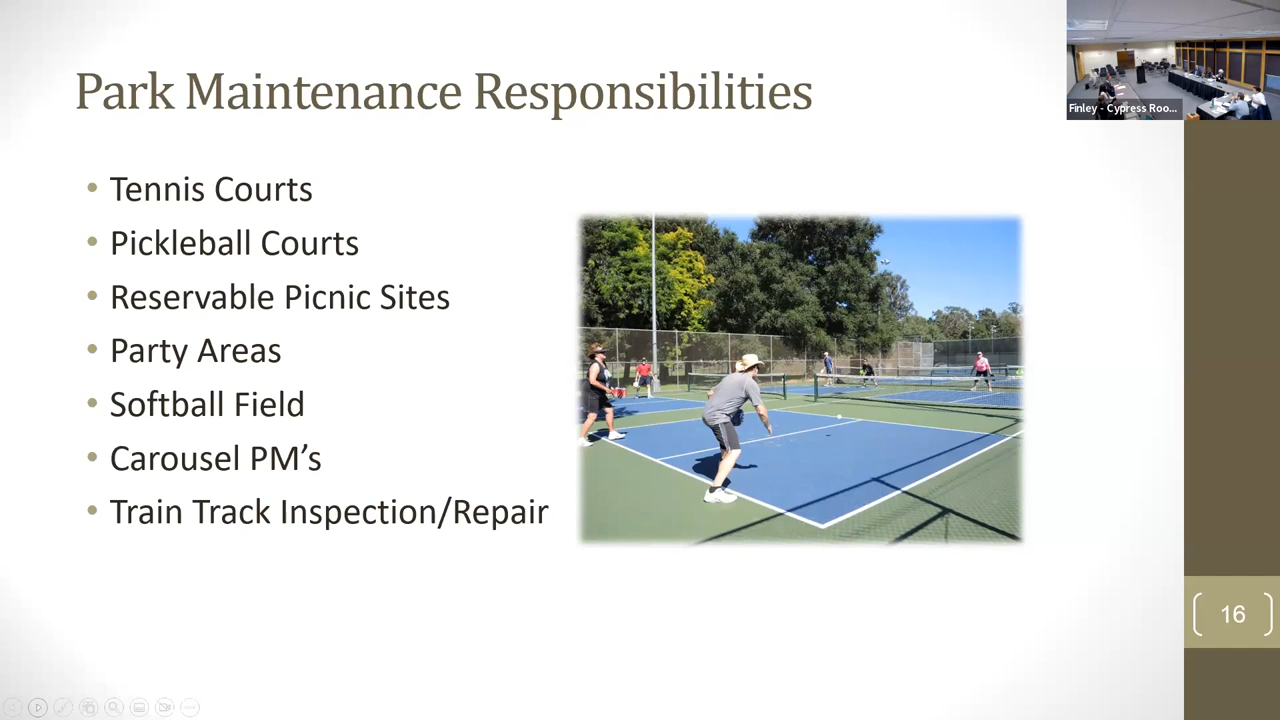 Park Maintenance Responsibilities
Finley - Cypress Roo...
• Tennis Courts
• Pickleball Courts
• Reservable Picnic Sites
• Party Areas
• Softball Field
• Carousel PM’s
• Train Track Inspection/Repair
16